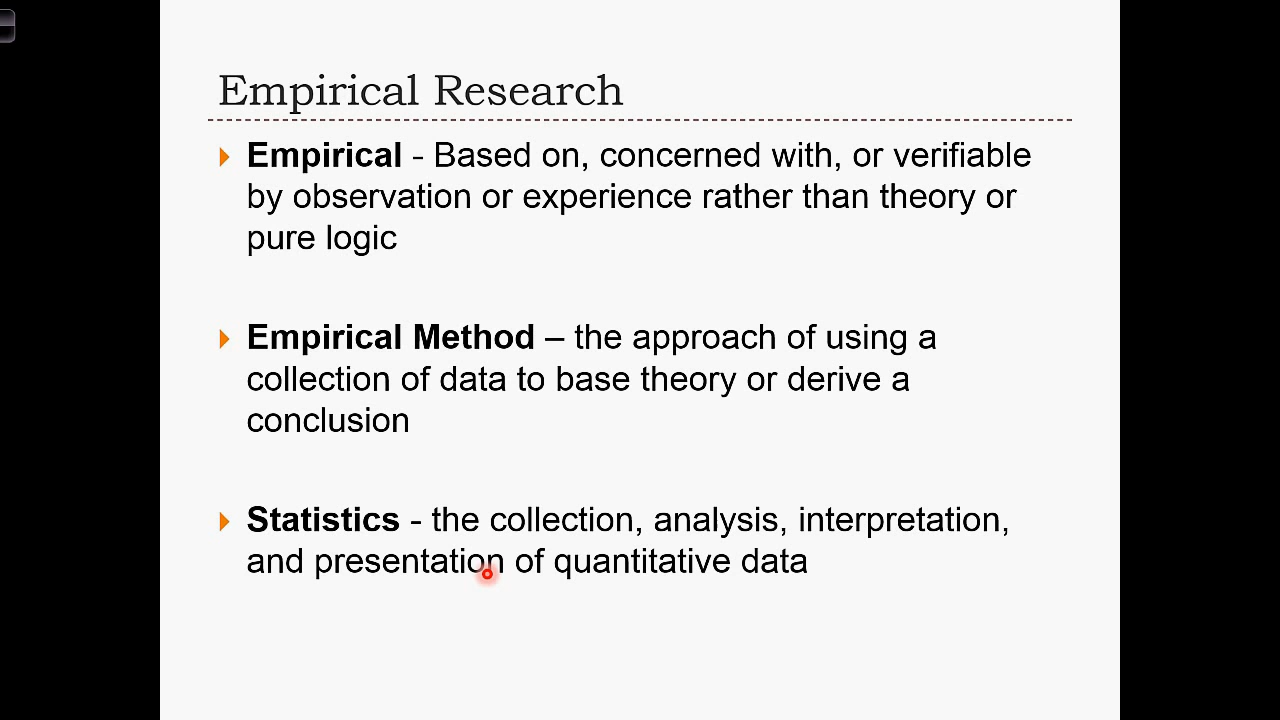 Empirical Research
Empirical - Based on, concerned with, or verifiable
by observation or experience rather than theory or
pure logic
Empirical Method – the approach of using a
collection of data to base theory or derive a
conclusion
Statistics - the collection, analysis, interpretation,
and presentation of quantitative data